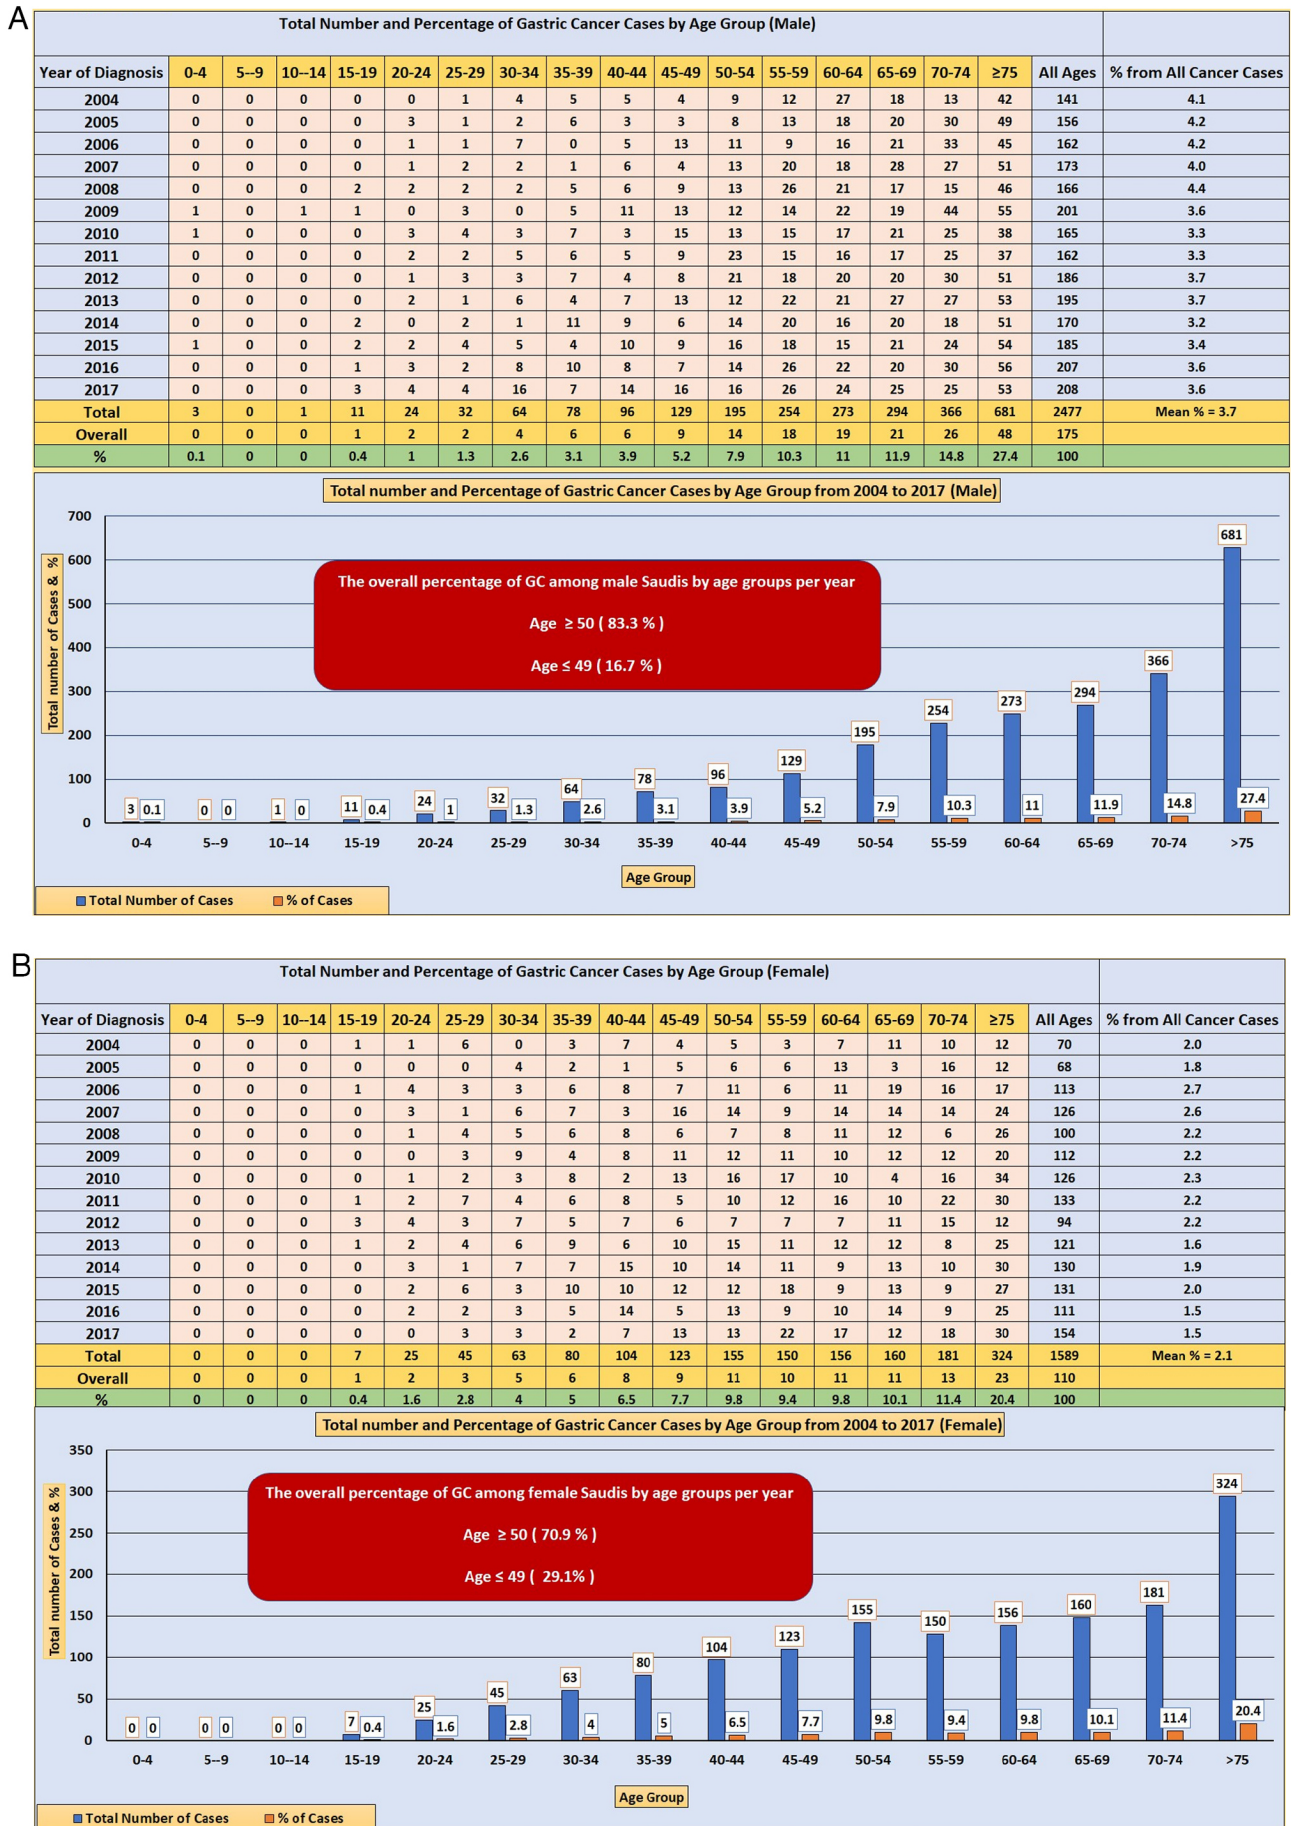 A
Total Number and Percentage of Gastric Cancer Cases by Age Group (Male)
Year of Diagnosis 0-4 5--9 10--14 15-19 20-24 25-29 30-34 35-39 40-44 45-49 50-54 55-59 60-64 65-69 70-74 ≥75 All Ages % from All Cancer Cases
2004 0 0 0 0 0 1 4 5 5 4 9 12 27 18 13 42 141 4.1
2005 0 0 0 0 3 1 2 6 3 3 8 13 18 20 30 49 156 4.2
2006 0 0 0 0 1 1 7 0 5 13 11 9 16 21 33 45 162 4.2
2007 0 0 0 0 1 2 2 1 6 4 13 20 18 28 27 51 173 4.0
2008 0 0 0 2 2 2 2 5 6 9 13 26 21 17 15 46 166 4.4
2009 1 0 1 1 0 3 0 5 11 13 12 14 22 19 44 55 201 3.6
2010 1 0 0 0 3 4 3 7 3 15 13 15 17 21 25 38 165 3.3
2011 0 0 0 0 2 2 5 6 5 9 23 15 16 17 25 37 162 3.3
2012 0 0 0 0 1 3 3 7 4 8 21 18 20 20 30 51 186 3.7
2013 0 0 0 0 2 1 6 4 7 13 12 22 21 27 27 53 195 3.7
2014 0 0 0 2 0 2 1 11 9 6 14 20 16 20 18 51 170 3.2
2015 1 0 0 2 2 4 5 4 10 9 16 18 15 21 24 54 185 3.4
2016 0 0 0 1 3 2 8 10 8 7 14 26 22 20 30 56 207 3.6
2017 0 0 0 3 4 4 16 7 14 16 16 26 24 25 25 53 208 3.6
Total 3 0 1 11 24 32 64 78 96 129 195 254 273 294 366 681 2477 Mean % = 3.7
Overall 0 0 0 1 2 2 4 6 6 9 14 18 19 21 26 48 175
% 0.1 0 0 0.4 1 1.3 2.6 3.1 3.9 5.2 7.9 10.3 11 11.9 14.8 27.4 100
Total number and Percentage of Gastric Cancer Cases by Age Group from 2004 to 2017 (Male)
Total number of Cases & %
700
600
500
400
300
200
100
0
The overall percentage of GC among male Saudis by age groups per year
Age ≥ 50 ( 83.3 % )
Age ≤ 49 ( 16.7 % )
3 0.1 0 0 1 0 11 0.4 24 1 32 1.3 64 2.6 78 3.1 96 3.9 129 5.2 195 7.9 254 10.3 273 11 294 11.9 366 14.8 681 27.4
0-4 5--9 10--14 15-19 20-24 25-29 30-34 35-39 40-44 45-49 50-54 55-59 60-64 65-69 70-74 >75
Age Group
Total Number of Cases % of Cases
B
Total Number and Percentage of Gastric Cancer Cases by Age Group (Female)
Year of Diagnosis 0-4 5--9 10--14 15-19 20-24 25-29 30-34 35-39 40-44 45-49 50-54 55-59 60-64 65-69 70-74 ≥75 All Ages % from All Cancer Cases
2004 0 0 0 1 1 6 0 3 7 4 5 3 7 11 10 12 70 2.0
2005 0 0 0 0 0 0 4 2 1 5 6 6 13 3 16 12 68 1.8
2006 0 0 0 1 4 3 3 6 8 7 11 6 11 19 16 17 113 2.7
2007 0 0 0 0 3 1 6 7 3 16 14 9 14 14 14 24 126 2.6
2008 0 0 0 0 1 4 5 6 8 6 7 8 11 12 6 26 100 2.2
2009 0 0 0 0 0 3 9 4 8 11 12 11 10 12 12 20 112 2.2
2010 0 0 0 0 1 2 3 8 2 13 16 17 10 4 16 34 126 2.3
2011 0 0 0 1 2 7 4 6 8 5 10 12 16 10 22 30 133 2.2
2012 0 0 0 3 4 3 7 5 7 6 7 7 7 11 15 12 94 2.2
2013 0 0 0 1 2 4 6 9 6 10 15 11 12 12 8 25 121 1.6
2014 0 0 0 0 3 1 7 7 15 10 14 11 9 13 10 30 130 1.9
2015 0 0 0 0 2 6 3 10 10 12 12 18 9 13 9 27 131 2.0
2016 0 0 0 0 2 2 3 5 14 5 13 9 10 14 9 25 111 1.5
2017 0 0 0 0 0 3 3 2 7 13 13 22 17 12 18 30 154 1.5
Total 0 0 0 7 25 45 63 80 104 123 155 150 156 160 181 324 1589 Mean % = 2.1
Overall 0 0 0 1 2 3 5 6 8 9 11 10 11 11 13 23 110
% 0 0 0 0.4 1.6 2.8 4 5 6.5 7.7 9.8 9.4 9.8 10.1 11.4 20.4 100
Total number and Percentage of Gastric Cancer Cases by Age Group from 2004 to 2017 (Female)
Total number of Cases & %
350
300
250
200
150
100
50
0
The overall percentage of GC among female Saudis by age groups per year
Age ≥ 50 ( 70.9 % )
Age ≤ 49 ( 29.1% )
0 0 0 0 0 0 7 0.4 25 1.6 45 2.8 63 4 80 5 104 6.5 123 7.7 155 9.8 150 9.4 156 9.8 160 10.1 181 11.4 324 20.4
0-4 5--9 10--14 15-19 20-24 25-29 30-34 35-39 40-44 45-49 50-54 55-59 60-64 65-69 70-74 >75
Age Group
Total Number of Cases % of Cases